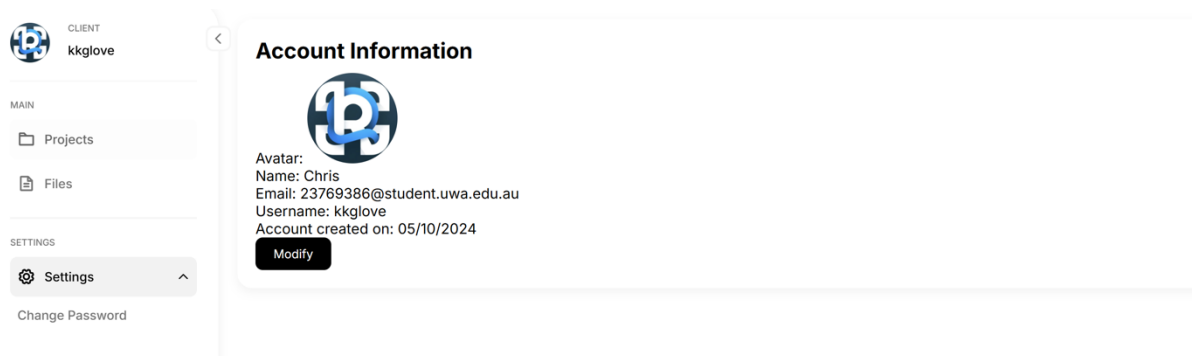 CLIENT
kkglove
MAIN
Projects
Files
SETTINGS
Settings
Change Password
Account Information
Avatar:
Name: Chris
Email: 23769386@student.uwa.edu.au
Username: kkglove
Account created on: 05/10/2024
Modify